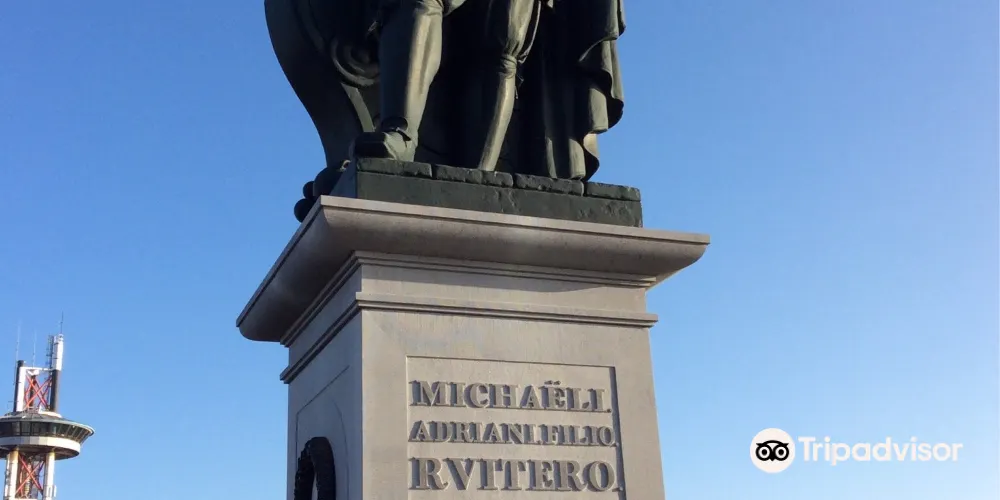 MICHAËLI.
ADRIANI.FILIO.
RVITERO
Tripadvisor